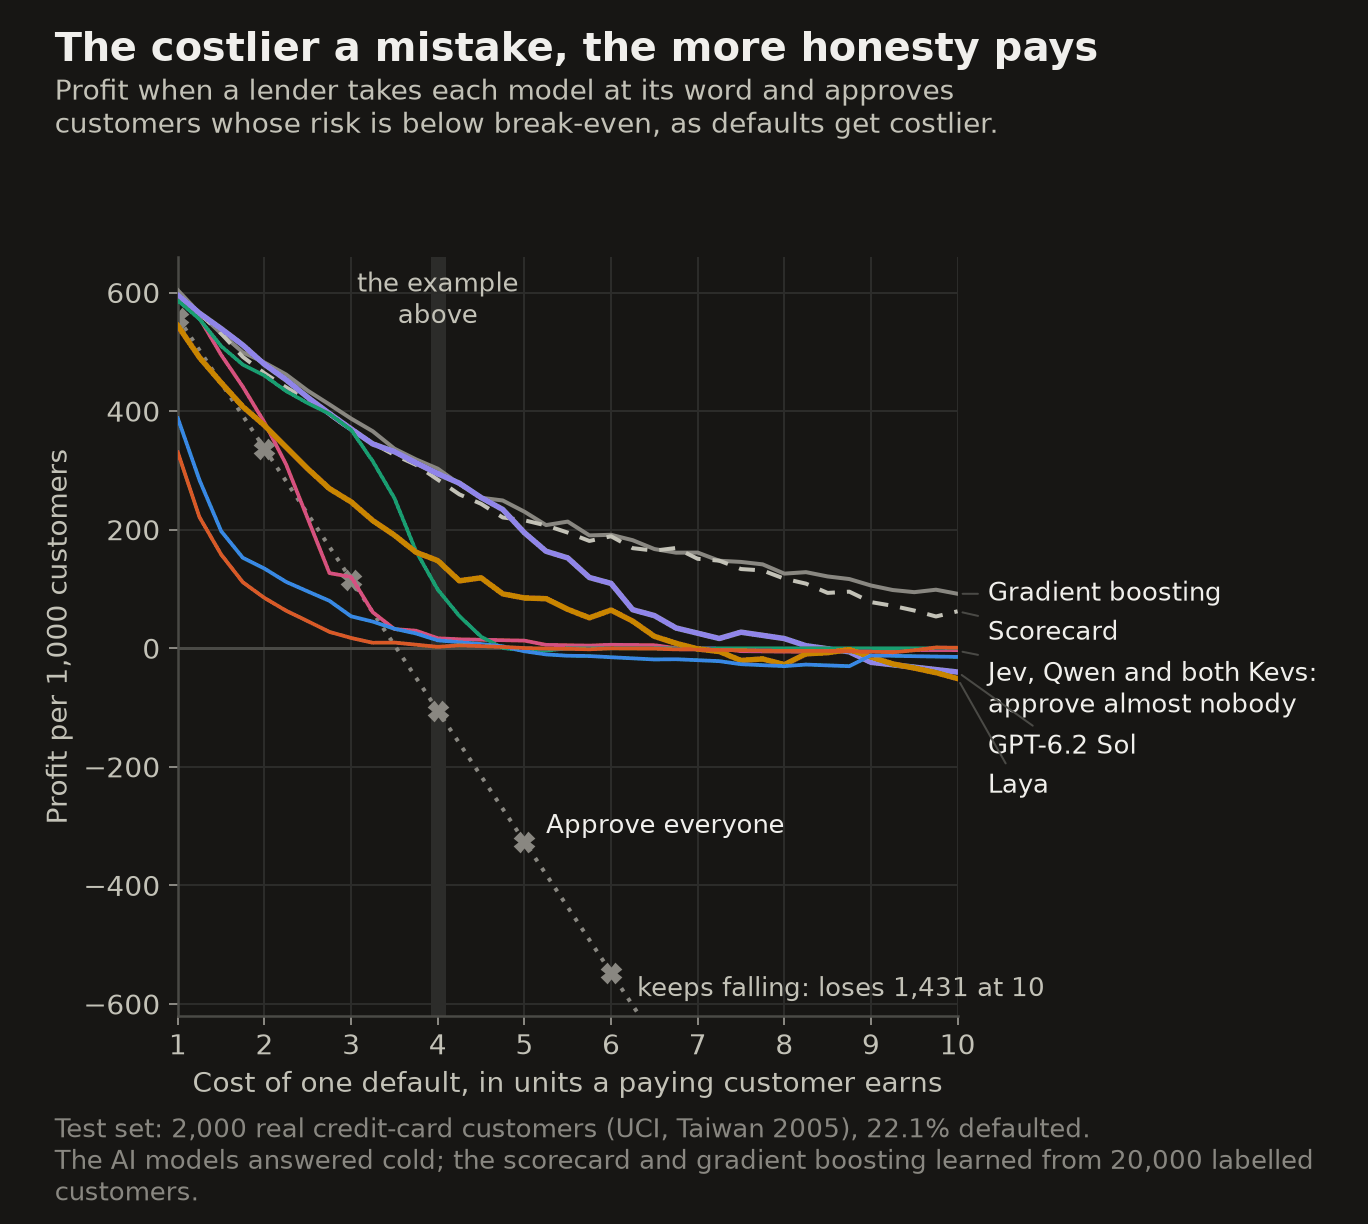 The costlier a mistake, the more honesty pays
Profit when a lender takes each model at its word and approves
customers whose risk is below break-even, as defaults get costlier.
the example
above
600
400
200
0
−200
−400
−600
Profit per 1,000 customers
Gradient boosting
Scorecard
Jev, Qwen and both Kevs:
approve almost nobody
GPT-6.2 Sol
Laya
Approve everyone
keeps falling: loses 1,431 at 10
1 2 3 4 5 6 7 8 9 10
Cost of one default, in units a paying customer earns
Test set: 2,000 real credit-card customers (UCI, Taiwan 2005), 22.1% defaulted.
The AI models answered cold; the scorecard and gradient boosting learned from 20,000 labelled
customers.